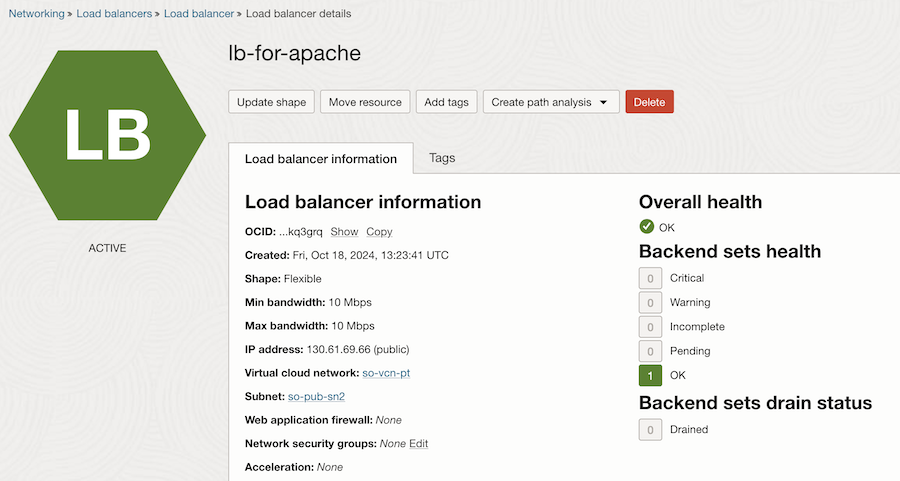 Networking » Load balancers » Load balancer » Load balancer details
LB
ACTIVE
lb-for-apache
Update shape
Move resource
Add tags
Create path analysis
Delete
Load balancer information
Tags
Load balancer information
OCID: ...kq3grq Show Copy
Created: Fri, Oct 18, 2024, 13:23:41 UTC
Shape: Flexible
Min bandwidth: 10 Mbps
Max bandwidth: 10 Mbps
IP address: 130.61.69.66 (public)
Virtual cloud network: so-vcn-pt
Subnet: so-pub-sn2
Web application firewall: None
Network security groups: None Edit
Acceleration: None
Overall health
OK
Backend sets health
0 Critical
0 Warning
0 Incomplete
0 Pending
1 OK
Backend sets drain status
0 Drained